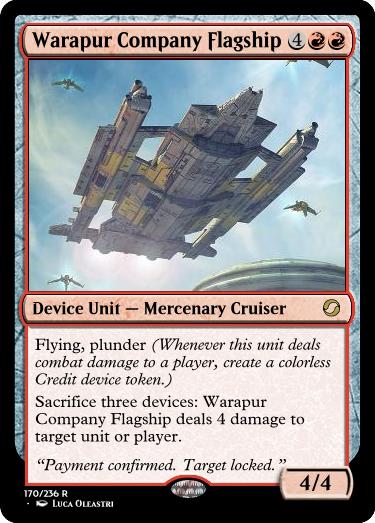 Warapur Company Flagship 4
Device Unit — Mercenary Cruiser
Flying, plunder (Whenever this unit deals
combat damage to a player, create a colorless
Credit device token.)
Sacrifice three devices: Warapur
Company Flagship deals 4 damage to
target unit or player.
“Payment confirmed. Target locked.”
4/4
170/236 R
· Luca Oleastri